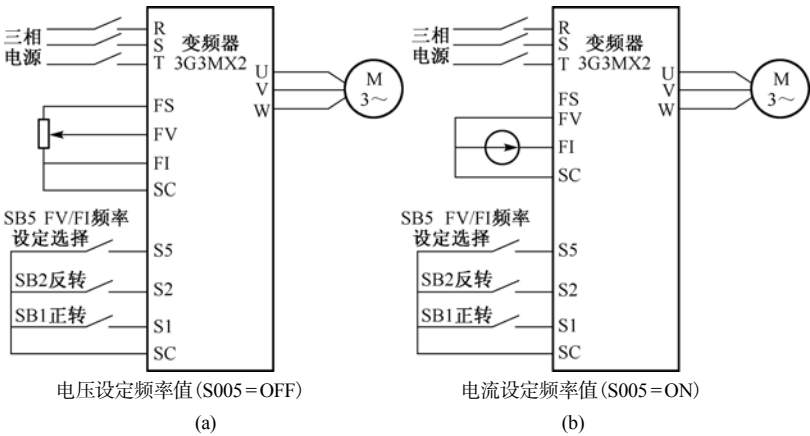 三相
电源
R
S
T
变频器
3G3MX2
U
V
W
M
3～
FS
FV
FI
SC
SB5 FV/FI频率
设定选择
S5
SB2反转
S2
SB1正转
S1
SC
电压设定频率值(S005=OFF)
(a)
三相
电源
R
S
T
变频器
3G3MX2
U
V
W
M
3～
FS
FV
FI
SC
SB5 FV/FI频率
设定选择
S5
SB2反转
S2
SB1正转
S1
SC
电流设定频率值(S005=ON)
(b)